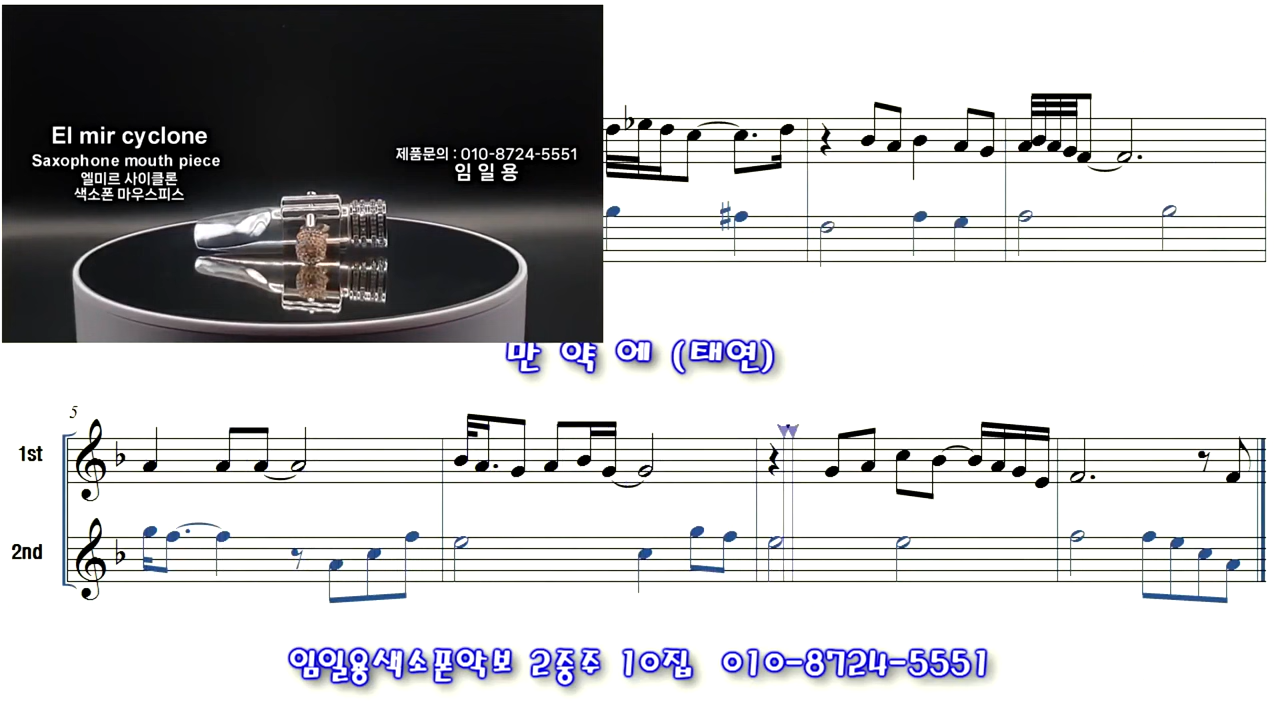 El mir cyclone
Saxophone mouth piece
엘미르 사이클론
색소폰 마우스피스
제품문의 : 010-8724-5551
임 일 용
만 약 에 (태연)
5
1st
2nd
임일용색소폰악보 2중주 10집 010-8724-5551